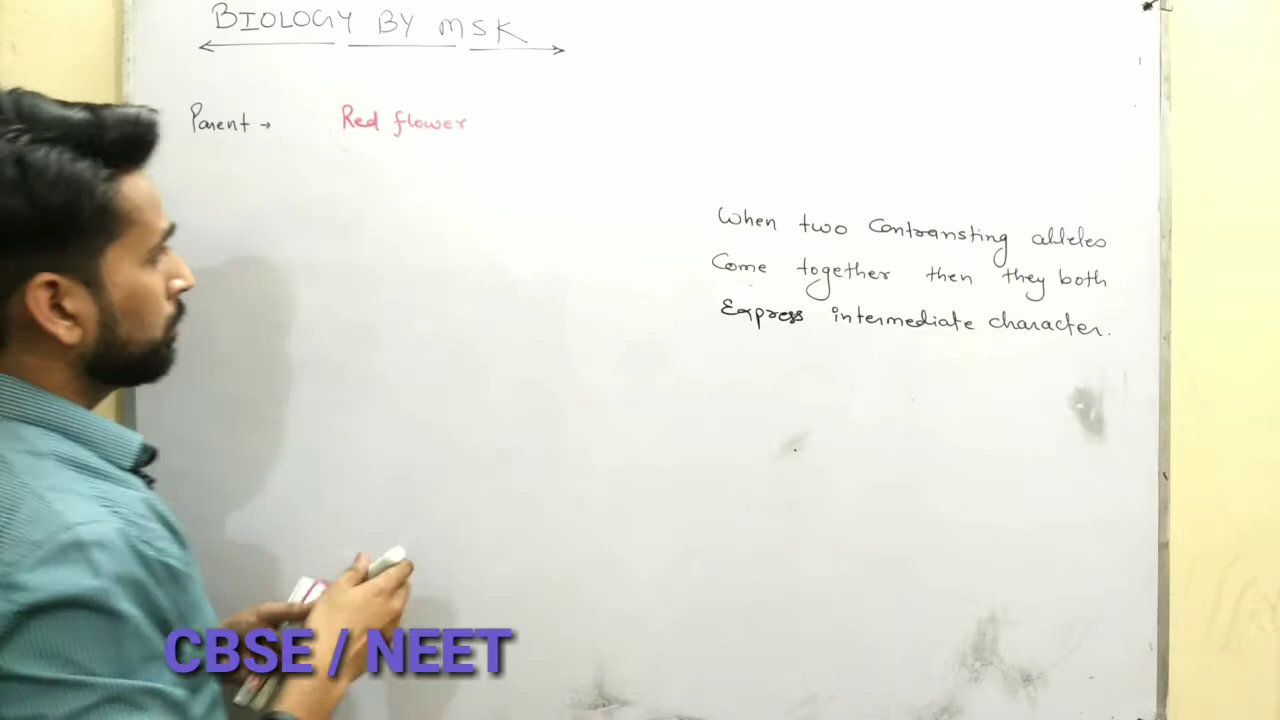 BIOLOGY BY MSK
Parent → Red flower
When two Contransting alleles
Come together then they both
Express intermediate character.
CBSE / NEET